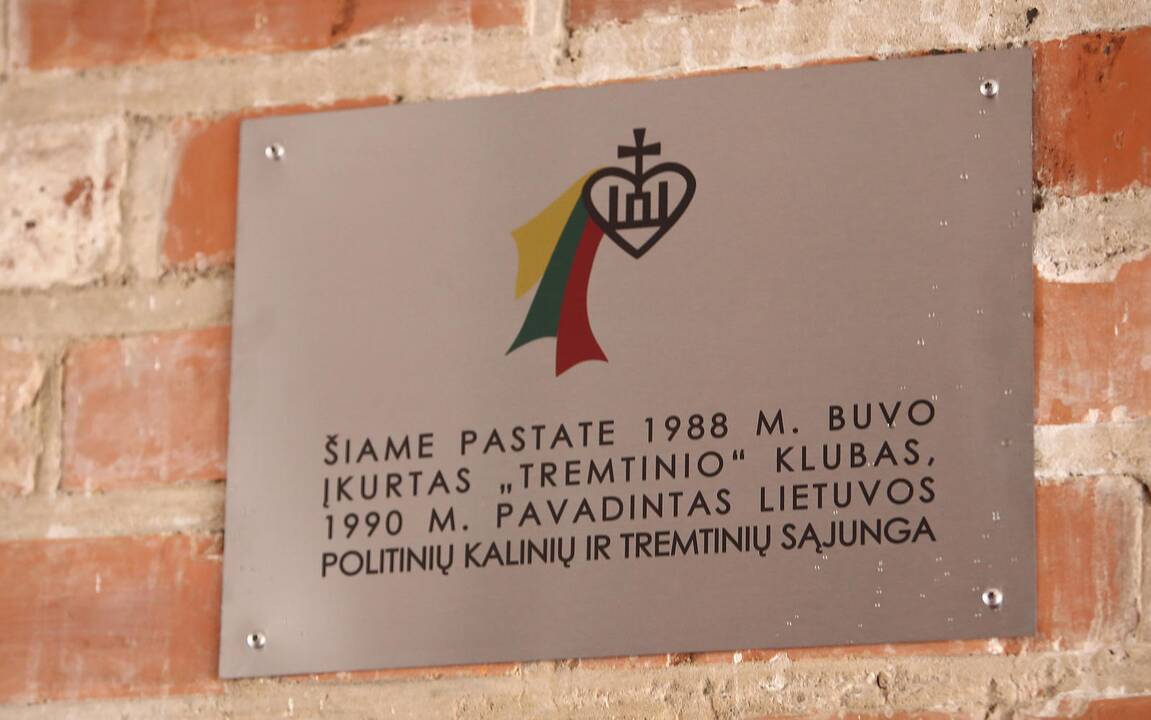 ŠIAME PASTATE 1988 M. BUVO
ĮKURTAS „TREMTINIO“ KLUBAS,
1990 M. PAVADINTAS LIETUVOS
POLITINIŲ KALINIŲ IR TREMTINIŲ SĄJUNGA